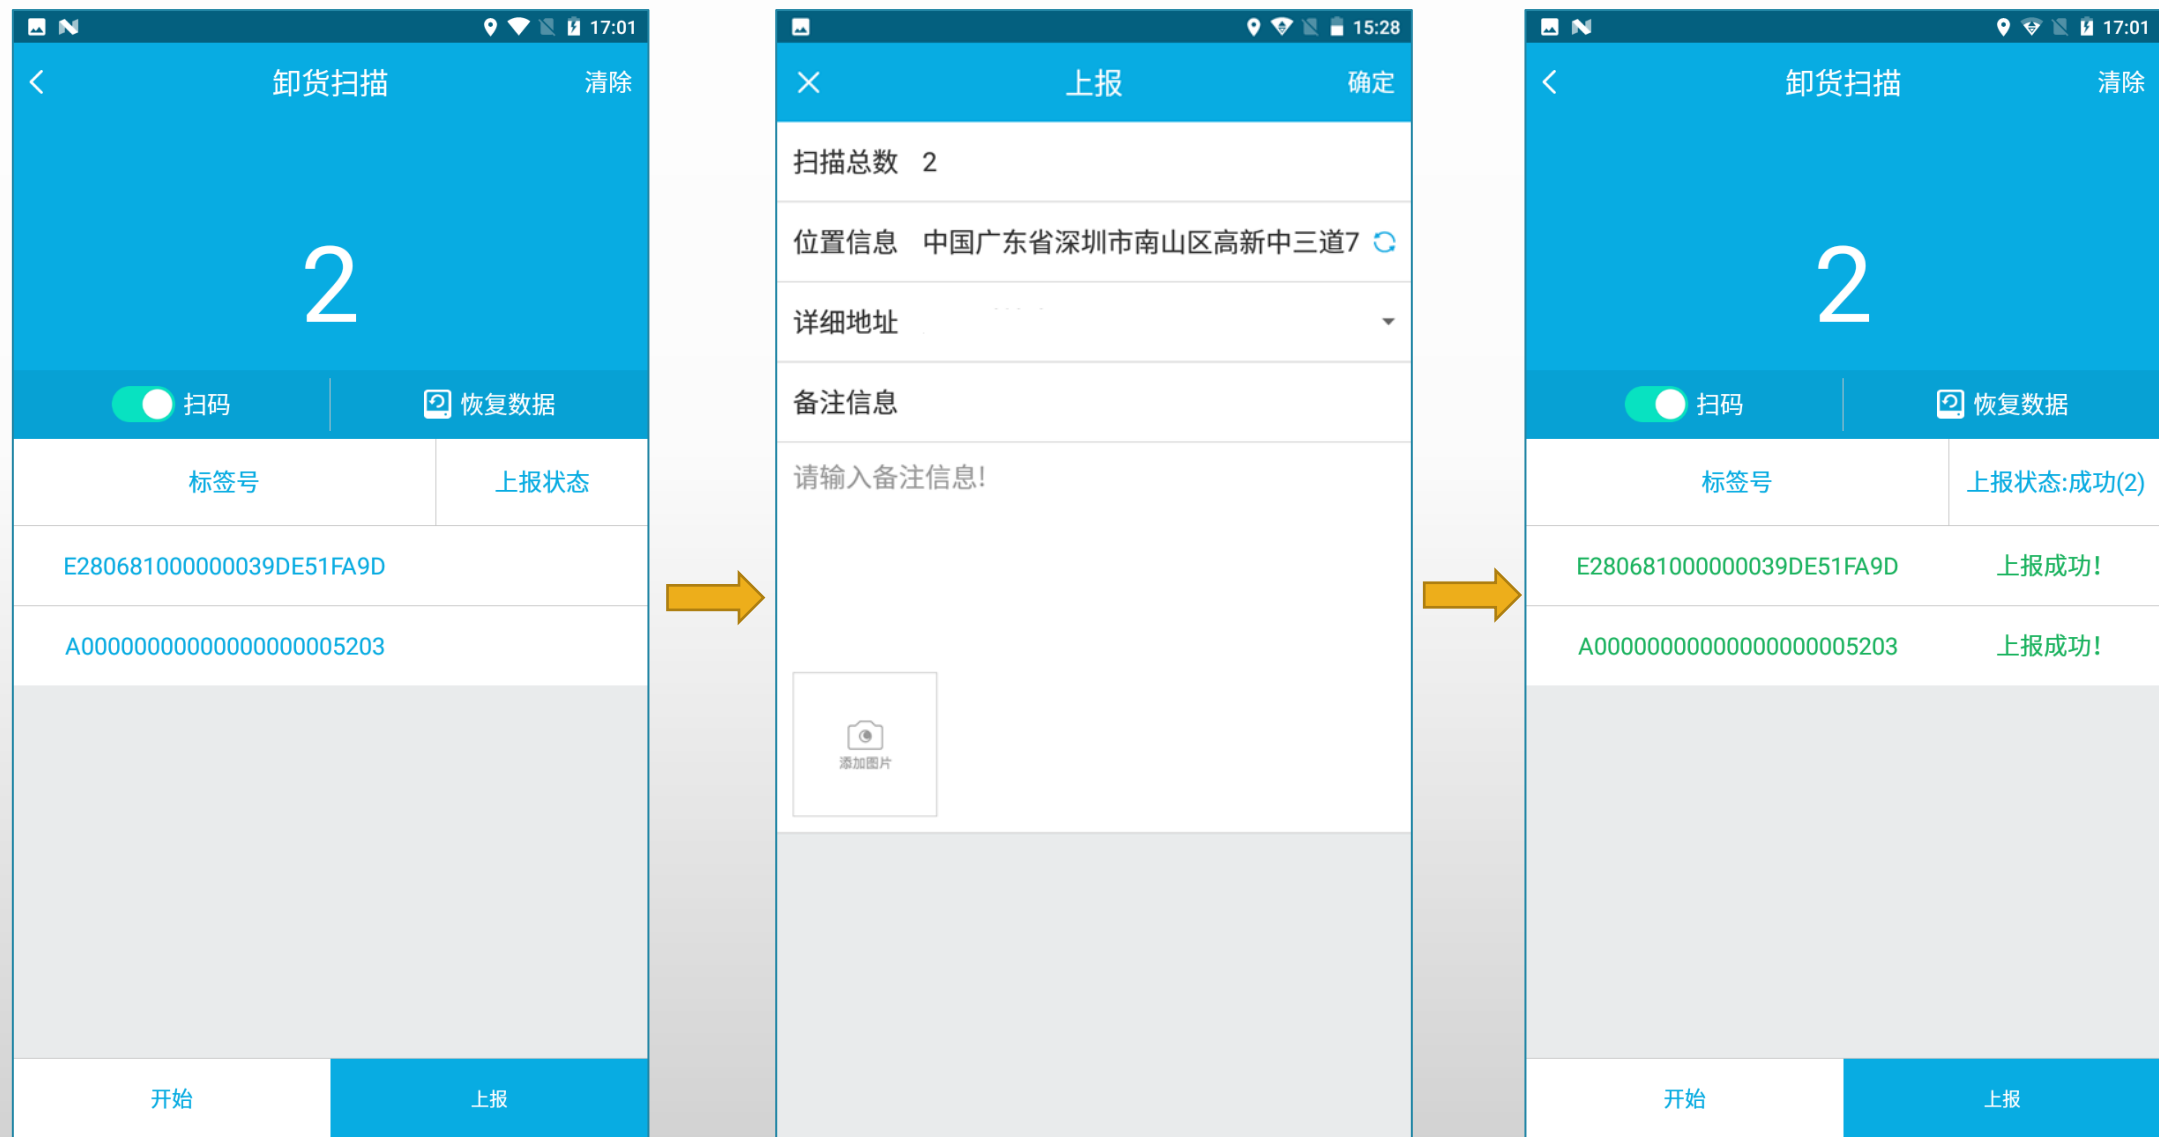 17:01
卸货扫描
清除
2
扫码
恢复数据
标签号
上报状态
E280681000000039DE51FA9D
A00000000000000000005203
开始
上报
15:28
上报
确定
扫描总数 2
位置信息 中国广东省深圳市南山区高新中三道7
详细地址
备注信息
请输入备注信息!
添加图片
17:01
卸货扫描
清除
2
扫码
恢复数据
标签号
上报状态:成功(2)
E280681000000039DE51FA9D 上报成功!
A00000000000000000005203 上报成功!
开始
上报